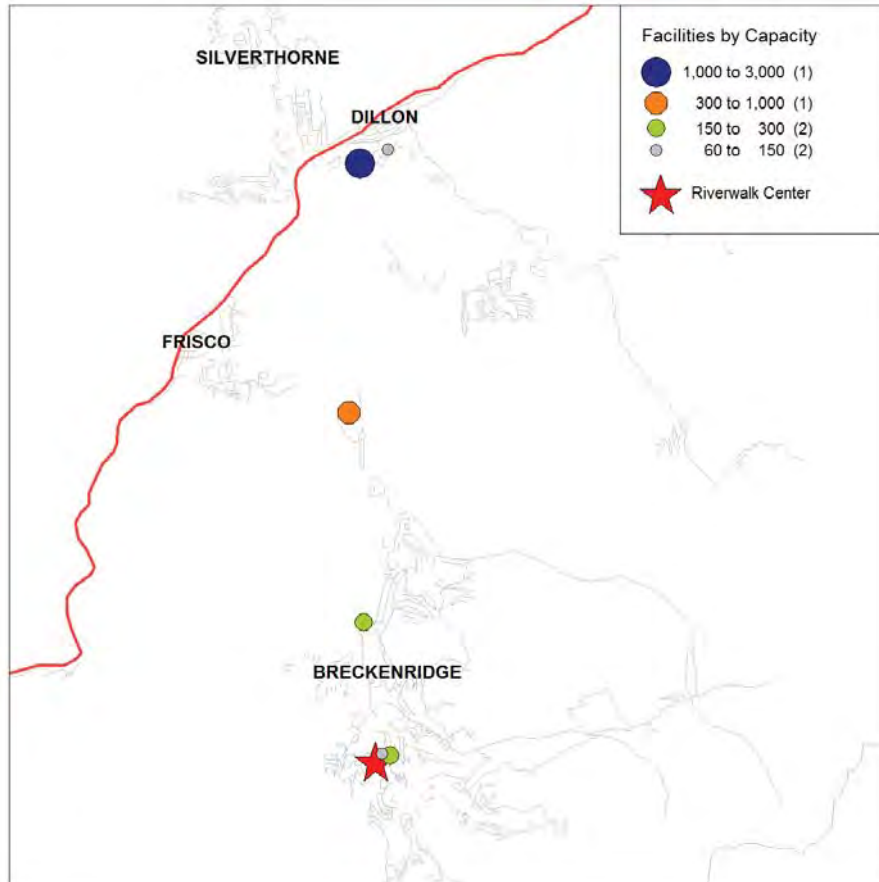 SILVERTHORNE
DILLON
FRISCO
BRECKENRIDGE
Facilities by Capacity
1,000 to 3,000 (1)
300 to 1,000 (1)
150 to 300 (2)
60 to 150 (2)
Riverwalk Center